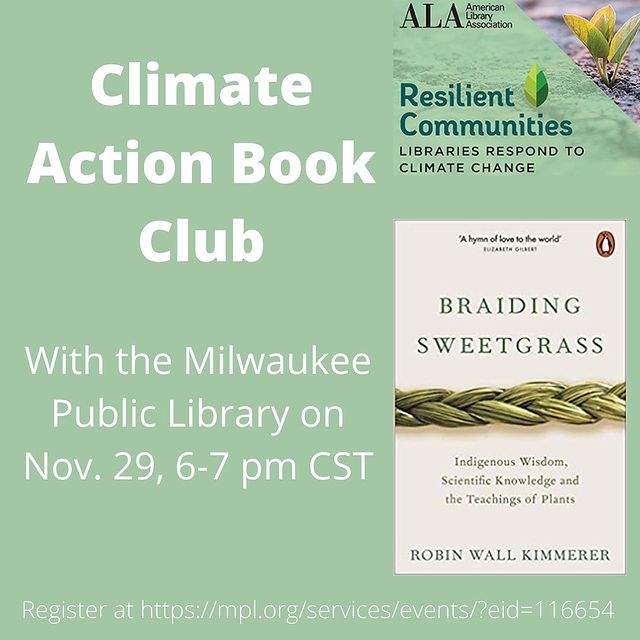 Climate
Action Book
Club
With the Milwaukee
Public Library on
Nov. 29, 6-7 pm CST
ALA American
Library
Association
Resilient
Communities
LIBRARIES RESPOND TO
CLIMATE CHANGE
'A hymn of love to the world'
ELIZABETH GILBERT
BRAIDING
SWEETGRASS
Indigenous Wisdom,
Scientific Knowledge and
the Teachings of Plants
ROBIN WALL KIMMERER
Register at https://mpl.org/services/events/?eid=116654